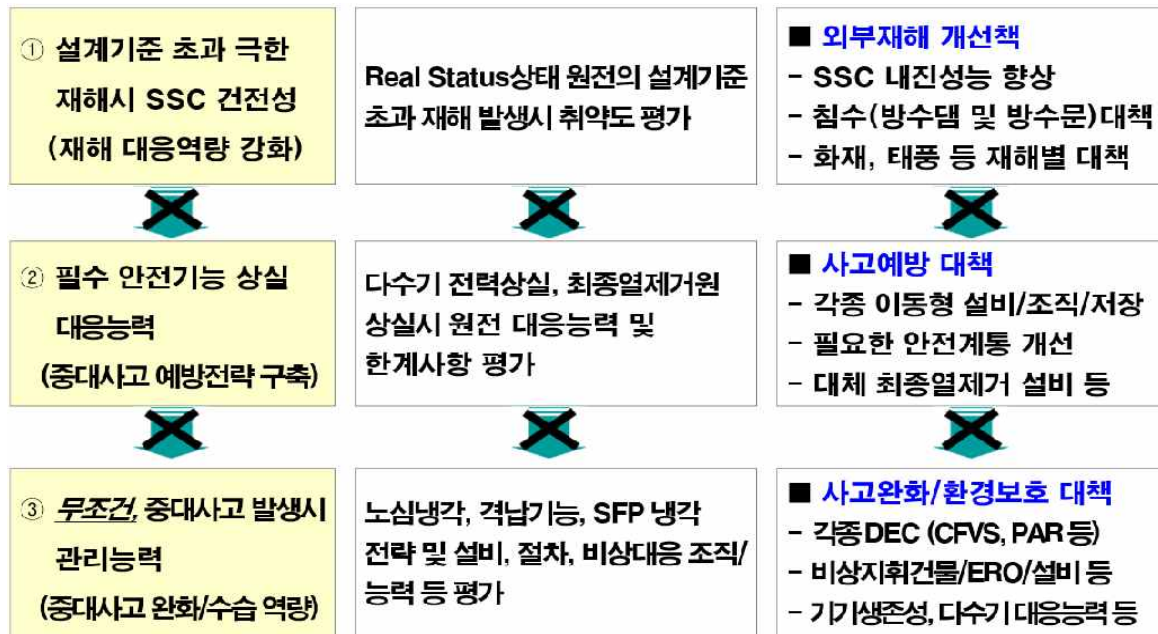 ① 설계기준 초과 극한
재해시 SSC 건전성
(재해 대응역량 강화)
Real Status상태 원전의 설계기준
초과 재해 발생시 취약도 평가
■ 외부재해 개선책
- SSC 내진성능 향상
- 침수(방수댐 및 방수문)대책
- 화재, 태풍 등 재해별 대책
② 필수 안전기능 상실
대응능력
(중대사고 예방전략 구축)
다수기 전력상실, 최종열제거원
상실시 원전 대응능력 및
한계사항 평가
■ 사고예방 대책
- 각종 이동형 설비/조직/저장
- 필요한 안전계통 개선
- 대체 최종열제거 설비 등
③ 무조건, 중대사고 발생시
관리능력
(중대사고 완화/수습 역량)
노심냉각, 격납기능, SFP 냉각
전략 및 설비, 절차, 비상대응 조직/
능력 등 평가
■ 사고완화/환경보호 대책
- 각종DEC (CFVS, PAR 등)
- 비상지휘건물/ERO/설비 등
- 기기생존성, 다수기 대응능력 등